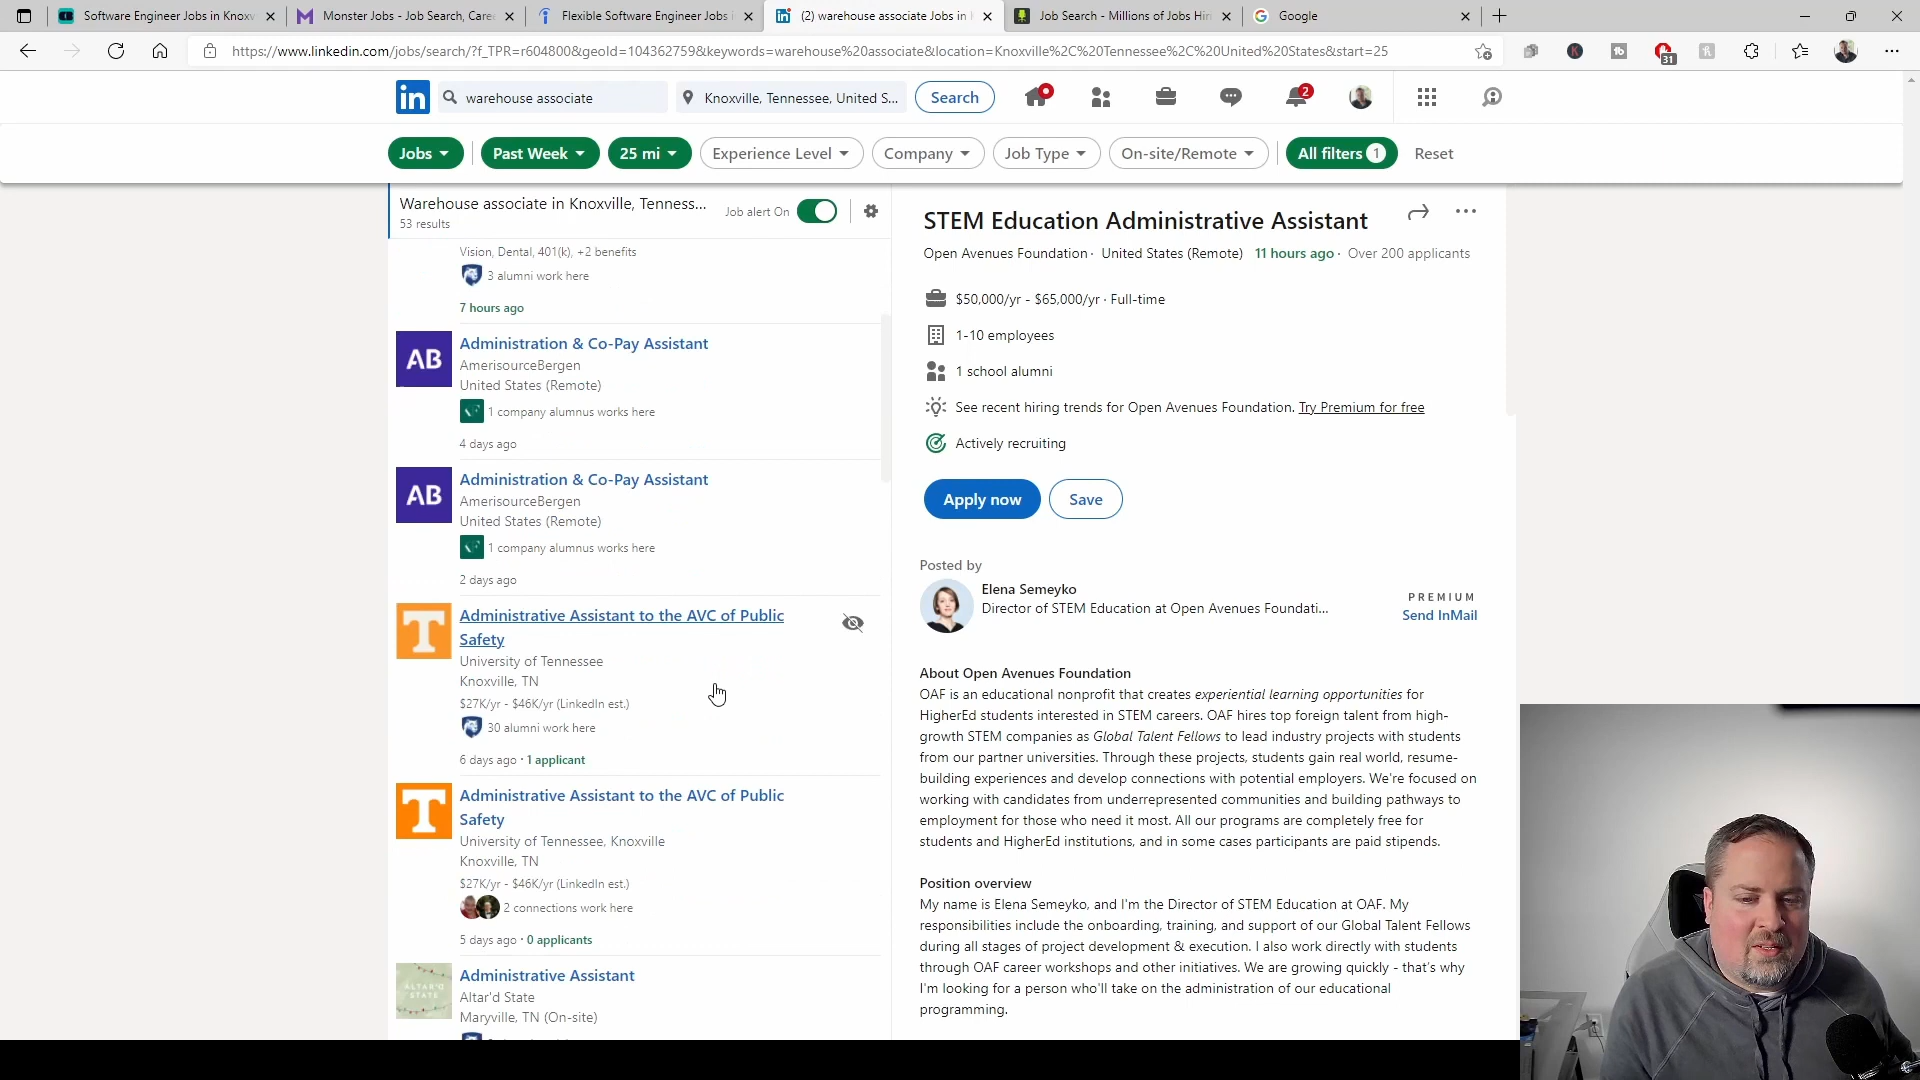 Software Engineer Jobs in Knoxv
Monster Jobs - Job Search, Care
Flexible Software Engineer Jobs i
(2) warehouse associate Jobs in
Job Search - Millions of Jobs Hiri
Google
https://www.linkedin.com/jobs/search/?f_TPR=r604800&geoId=104362759&keywords=warehouse%20associate&location=Knoxville%2C%20Tennessee%2C%20United%20States&start=25
31
in
warehouse associate
Knoxville, Tennessee, United S...
Search
2
Jobs
Past Week
25 mi
Experience Level
Company
Job Type
On-site/Remote
All filters 1
Reset
Warehouse associate in Knoxville, Tenness...
53 results
Job alert On
Vision, Dental, 401(k), +2 benefits
3 alumni work here
7 hours ago
AB
Administration & Co-Pay Assistant
AmerisourceBergen
United States (Remote)
1 company alumnus works here
4 days ago
AB
Administration & Co-Pay Assistant
AmerisourceBergen
United States (Remote)
1 company alumnus works here
2 days ago
T
Administrative Assistant to the AVC of Public
Safety
University of Tennessee
Knoxville, TN
$27K/yr - $46K/yr (LinkedIn est.)
30 alumni work here
6 days ago · 1 applicant
T
Administrative Assistant to the AVC of Public
Safety
University of Tennessee, Knoxville
Knoxville, TN
$27K/yr - $46K/yr (LinkedIn est.)
2 connections work here
5 days ago · 0 applicants
ALTAR'D
STATE
Administrative Assistant
Altar'd State
Maryville, TN (On-site)
STEM Education Administrative Assistant
Open Avenues Foundation · United States (Remote) 11 hours ago · Over 200 applicants
$50,000/yr - $65,000/yr · Full-time
1-10 employees
1 school alumni
See recent hiring trends for Open Avenues Foundation. Try Premium for free
Actively recruiting
Apply now
Save
Posted by
Elena Semeyko
Director of STEM Education at Open Avenues Foundati...
PREMIUM
Send InMail
About Open Avenues Foundation
OAF is an educational nonprofit that creates experiential learning opportunities for
HigherEd students interested in STEM careers. OAF hires top foreign talent from high-
growth STEM companies as Global Talent Fellows to lead industry projects with students
from our partner universities. Through these projects, students gain real world, resume-
building experiences and develop connections with potential employers. We're focused on
working with candidates from underrepresented communities and building pathways to
employment for those who need it most. All our programs are completely free for
students and HigherEd institutions, and in some cases participants are paid stipends.
Position overview
My name is Elena Semeyko, and I'm the Director of STEM Education at OAF. My
responsibilities include the onboarding, training, and support of our Global Talent Fellows
during all stages of project development & execution. I also work directly with students
through OAF career workshops and other initiatives. We are growing quickly - that's why
I'm looking for a person who'll take on the administration of our educational
programming.